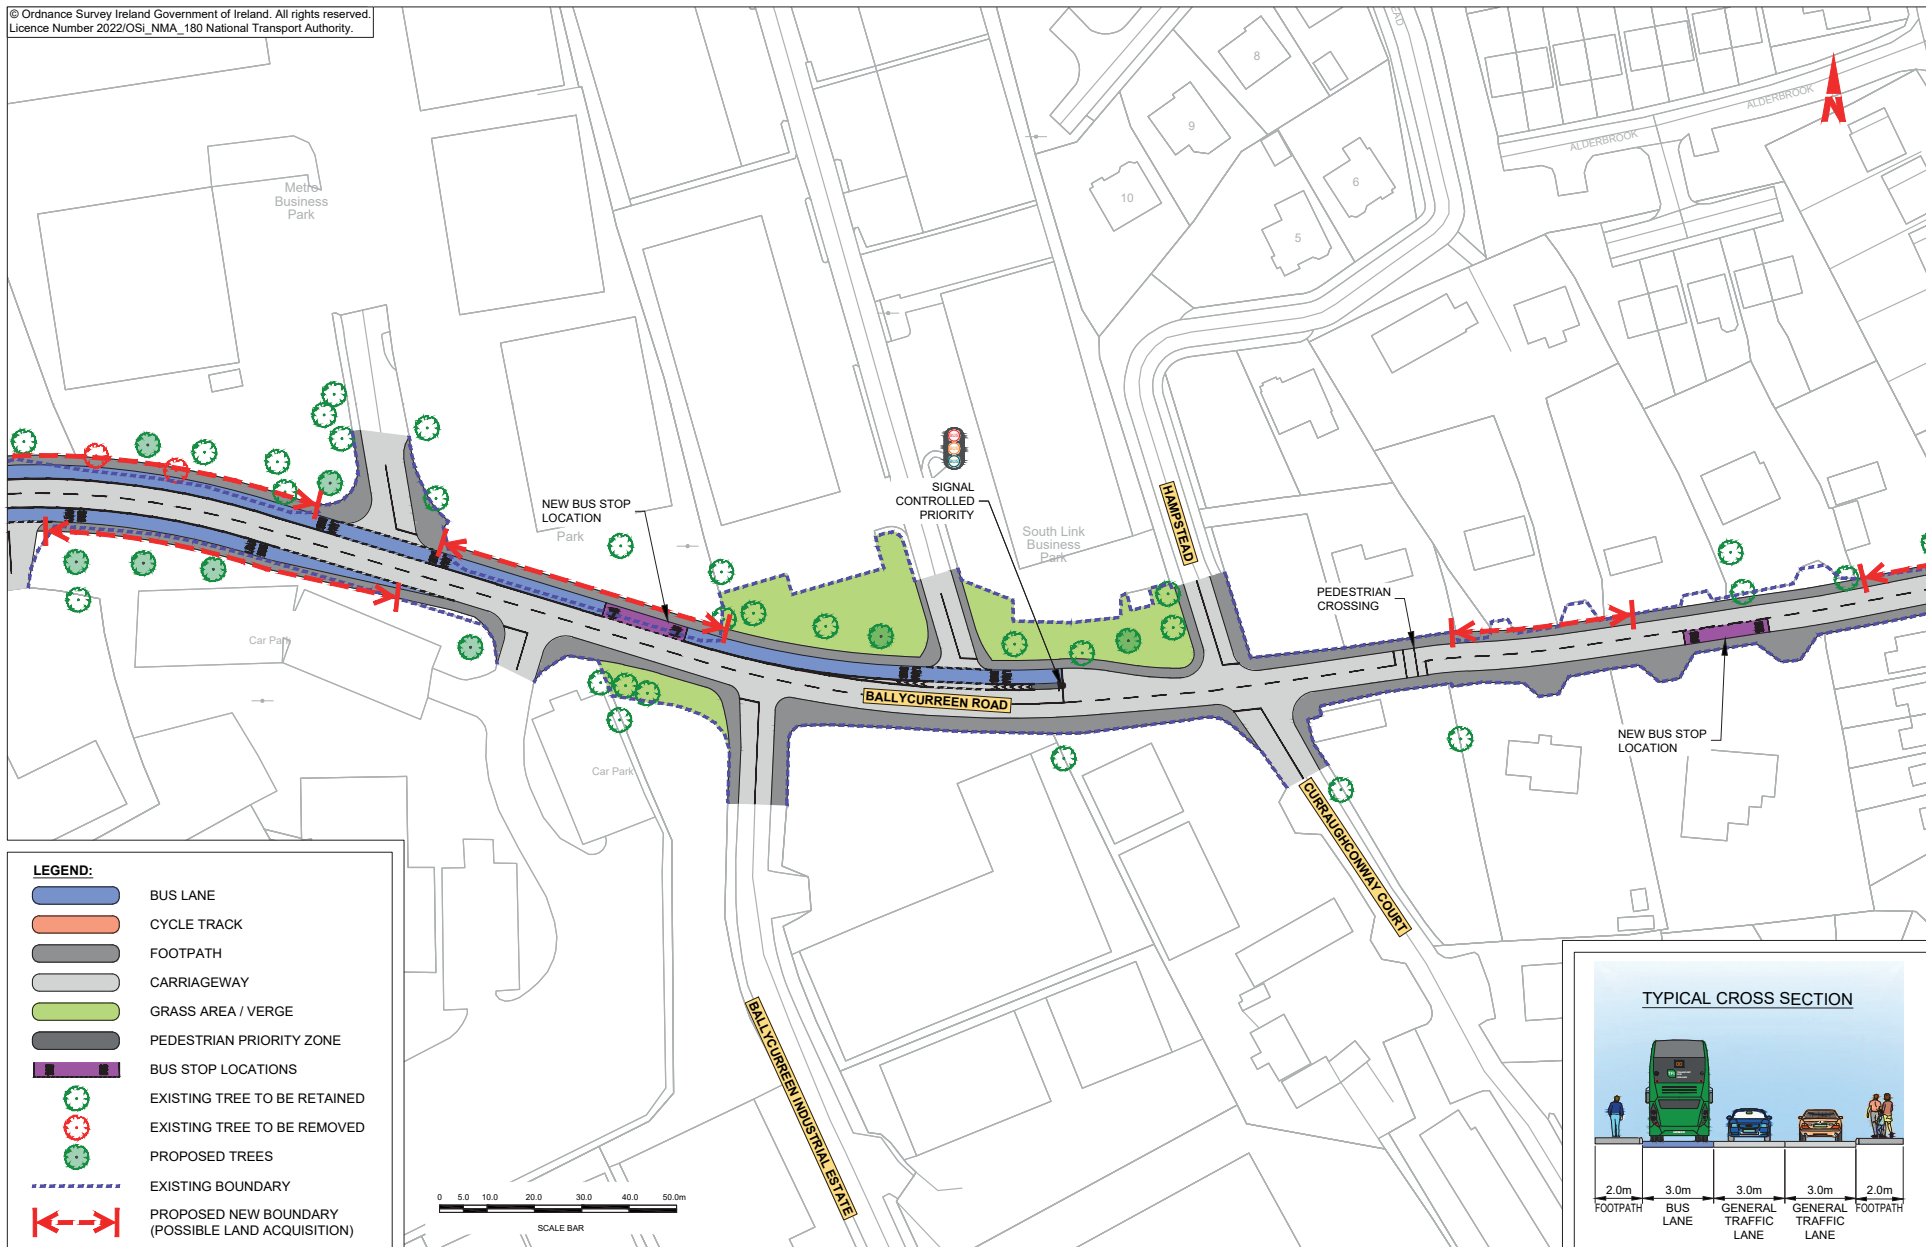 © Ordnance Survey Ireland Government of Ireland. All rights reserved.
Licence Number 2022/OSi_NMA_180 National Transport Authority.
8
9
10
6
5
ALDERBROOK
ALDERBROOK
N
Metro
Business
Park
NEW BUS STOP
LOCATION
Park
SIGNAL
CONTROLLED
PRIORITY
South Link
Business
Park
HAMPSTEAD
PEDESTRIAN
CROSSING
Car Park
BALLYCURREEN ROAD
NEW BUS STOP
LOCATION
Car Park
CURRAUGHCONWAY COURT
BALLYCURREEN INDUSTRIAL ESTATE
LEGEND:
BUS LANE
CYCLE TRACK
FOOTPATH
CARRIAGEWAY
GRASS AREA / VERGE
PEDESTRIAN PRIORITY ZONE
BUS STOP LOCATIONS
EXISTING TREE TO BE RETAINED
EXISTING TREE TO BE REMOVED
PROPOSED TREES
EXISTING BOUNDARY
PROPOSED NEW BOUNDARY
(POSSIBLE LAND ACQUISITION)
0 5.0 10.0 20.0 30.0 40.0 50.0m
SCALE BAR
TYPICAL CROSS SECTION
2.0m 3.0m 3.0m 3.0m 2.0m
FOOTPATH BUS LANE GENERAL TRAFFIC LANE GENERAL TRAFFIC LANE FOOTPATH